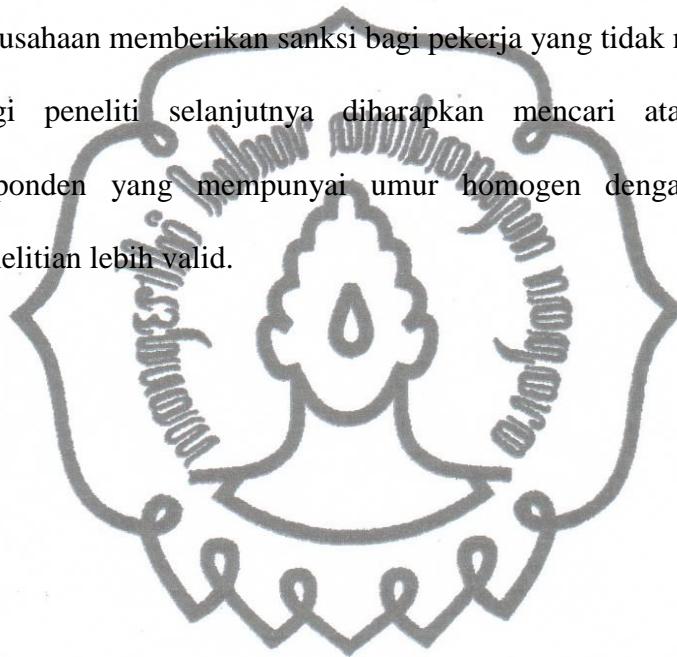 usahaan memberikan sanksi bagi pekerja yang tidak
gi peneliti selanjutnya diharapkan mencari ata
ponden yang mempunyai umur homogen denga
elitian lebih valid.